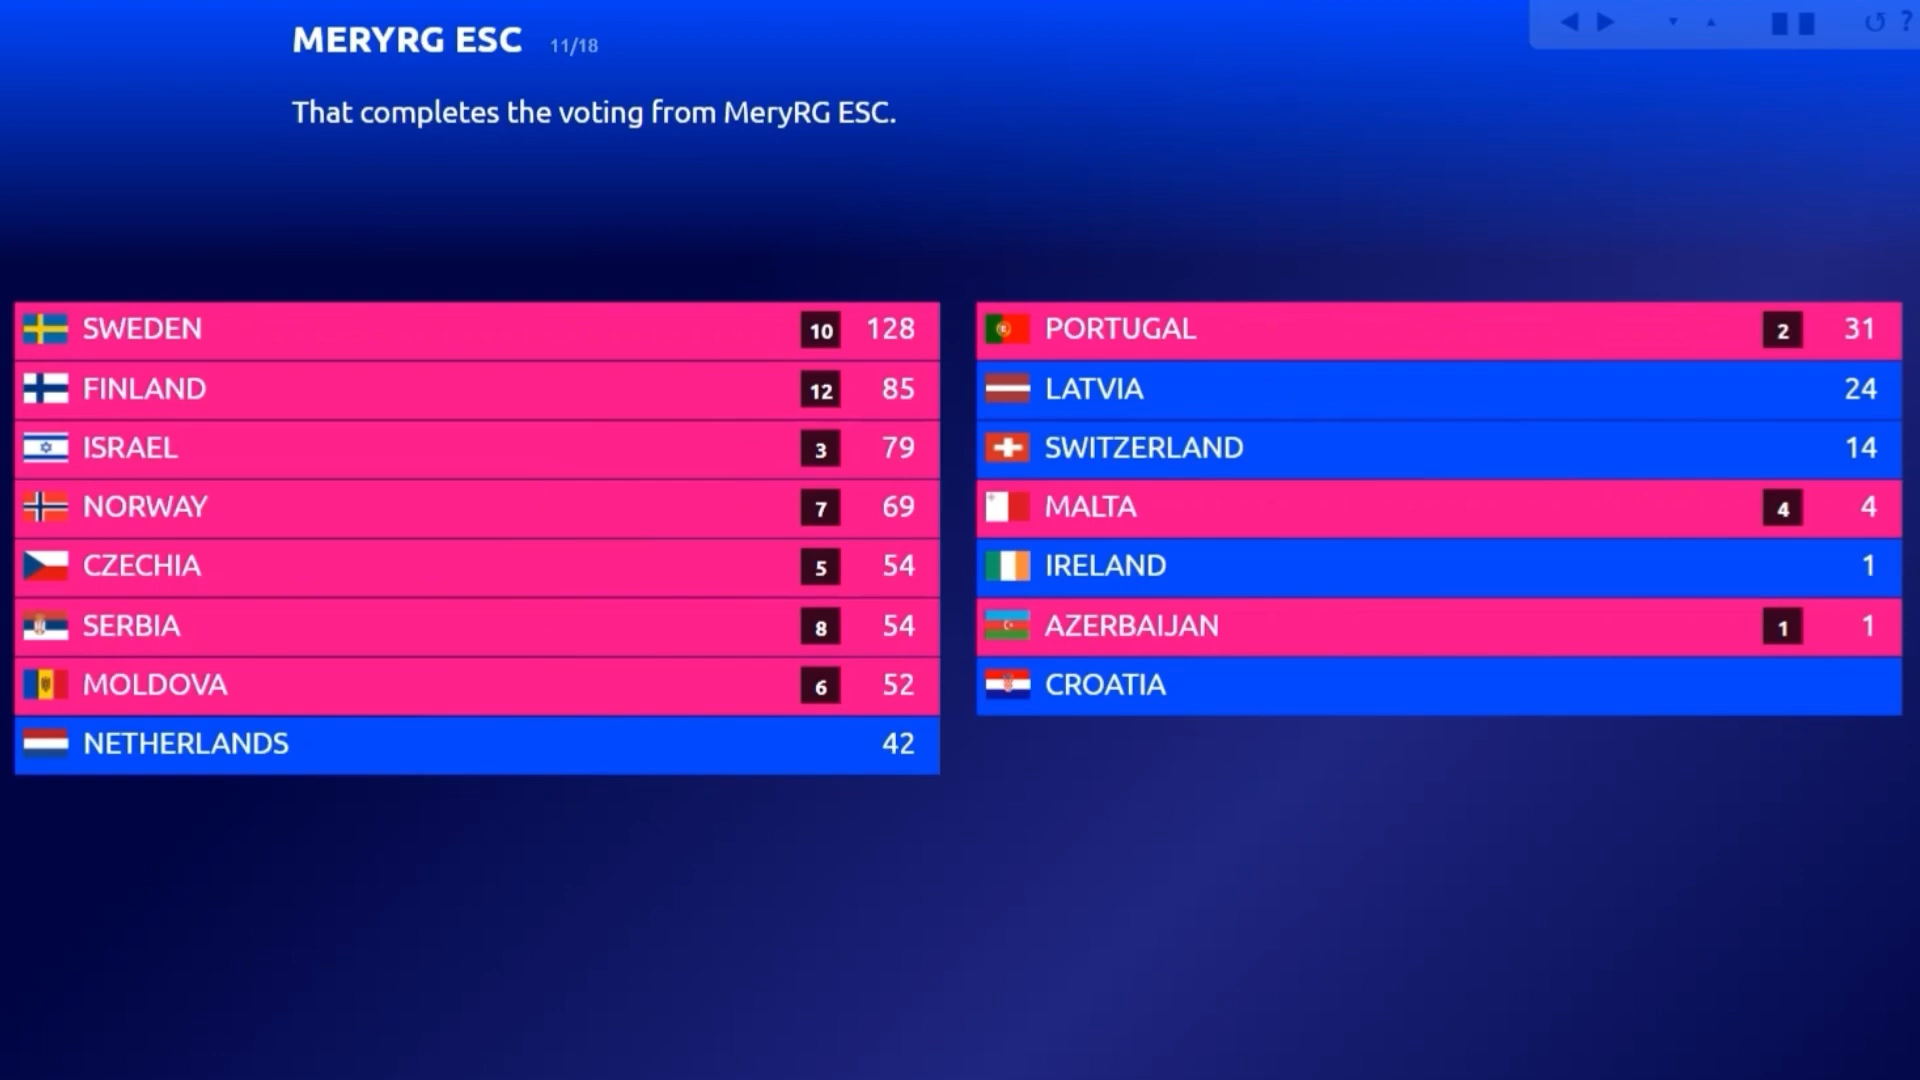 MERYRG ESC 11/18
?
That completes the voting from MeryRG ESC.
SWEDEN 10 128
FINLAND 12 85
ISRAEL 3 79
NORWAY 7 69
CZECHIA 5 54
SERBIA 8 54
MOLDOVA 6 52
NETHERLANDS 42
PORTUGAL 2 31
LATVIA 24
SWITZERLAND 14
MALTA 4 4
IRELAND 1
AZERBAIJAN 1 1
CROATIA